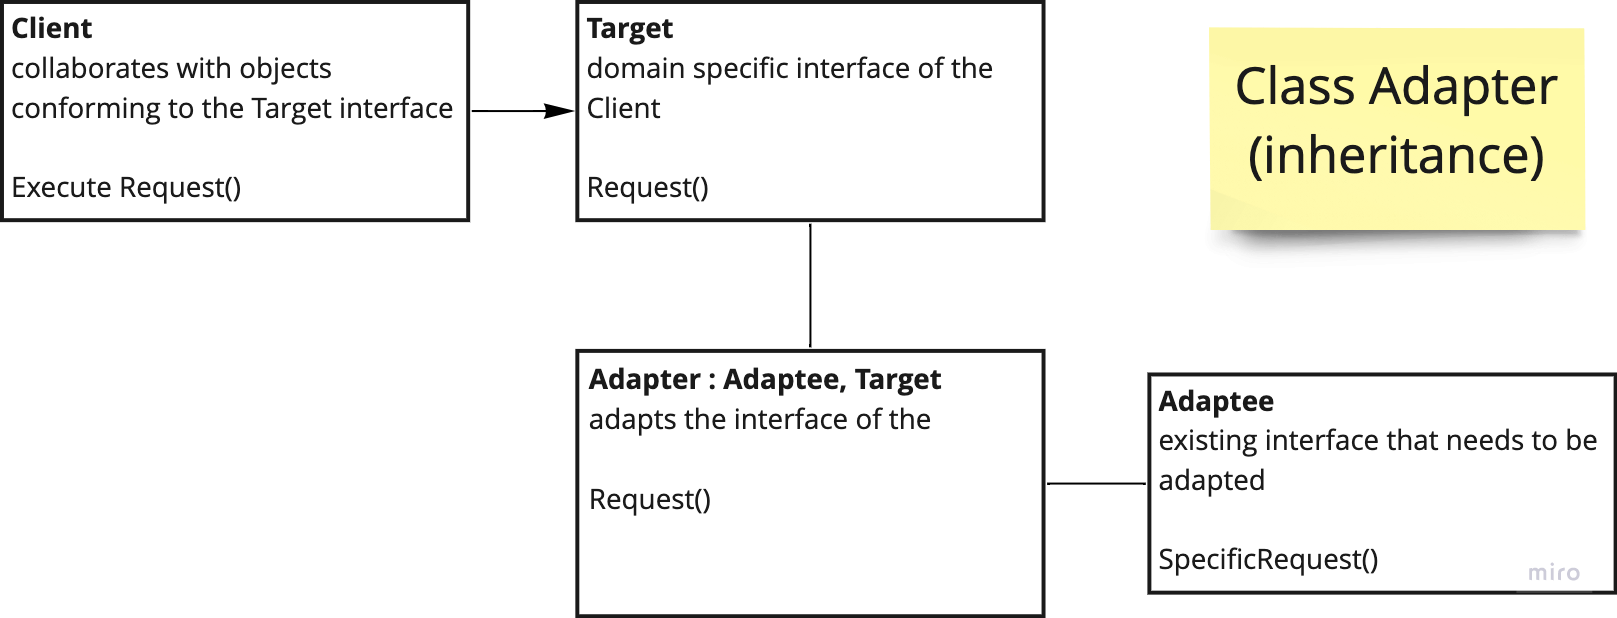 Client
collaborates with objects
conforming to the Target interface
Execute Request()
Target
domain specific interface of the
Client
Request()
Class Adapter
(inheritance)
Adapter : Adaptee, Target
adapts the interface of the
Request()
Adaptee
existing interface that needs to be
adapted
SpecificRequest()
miro